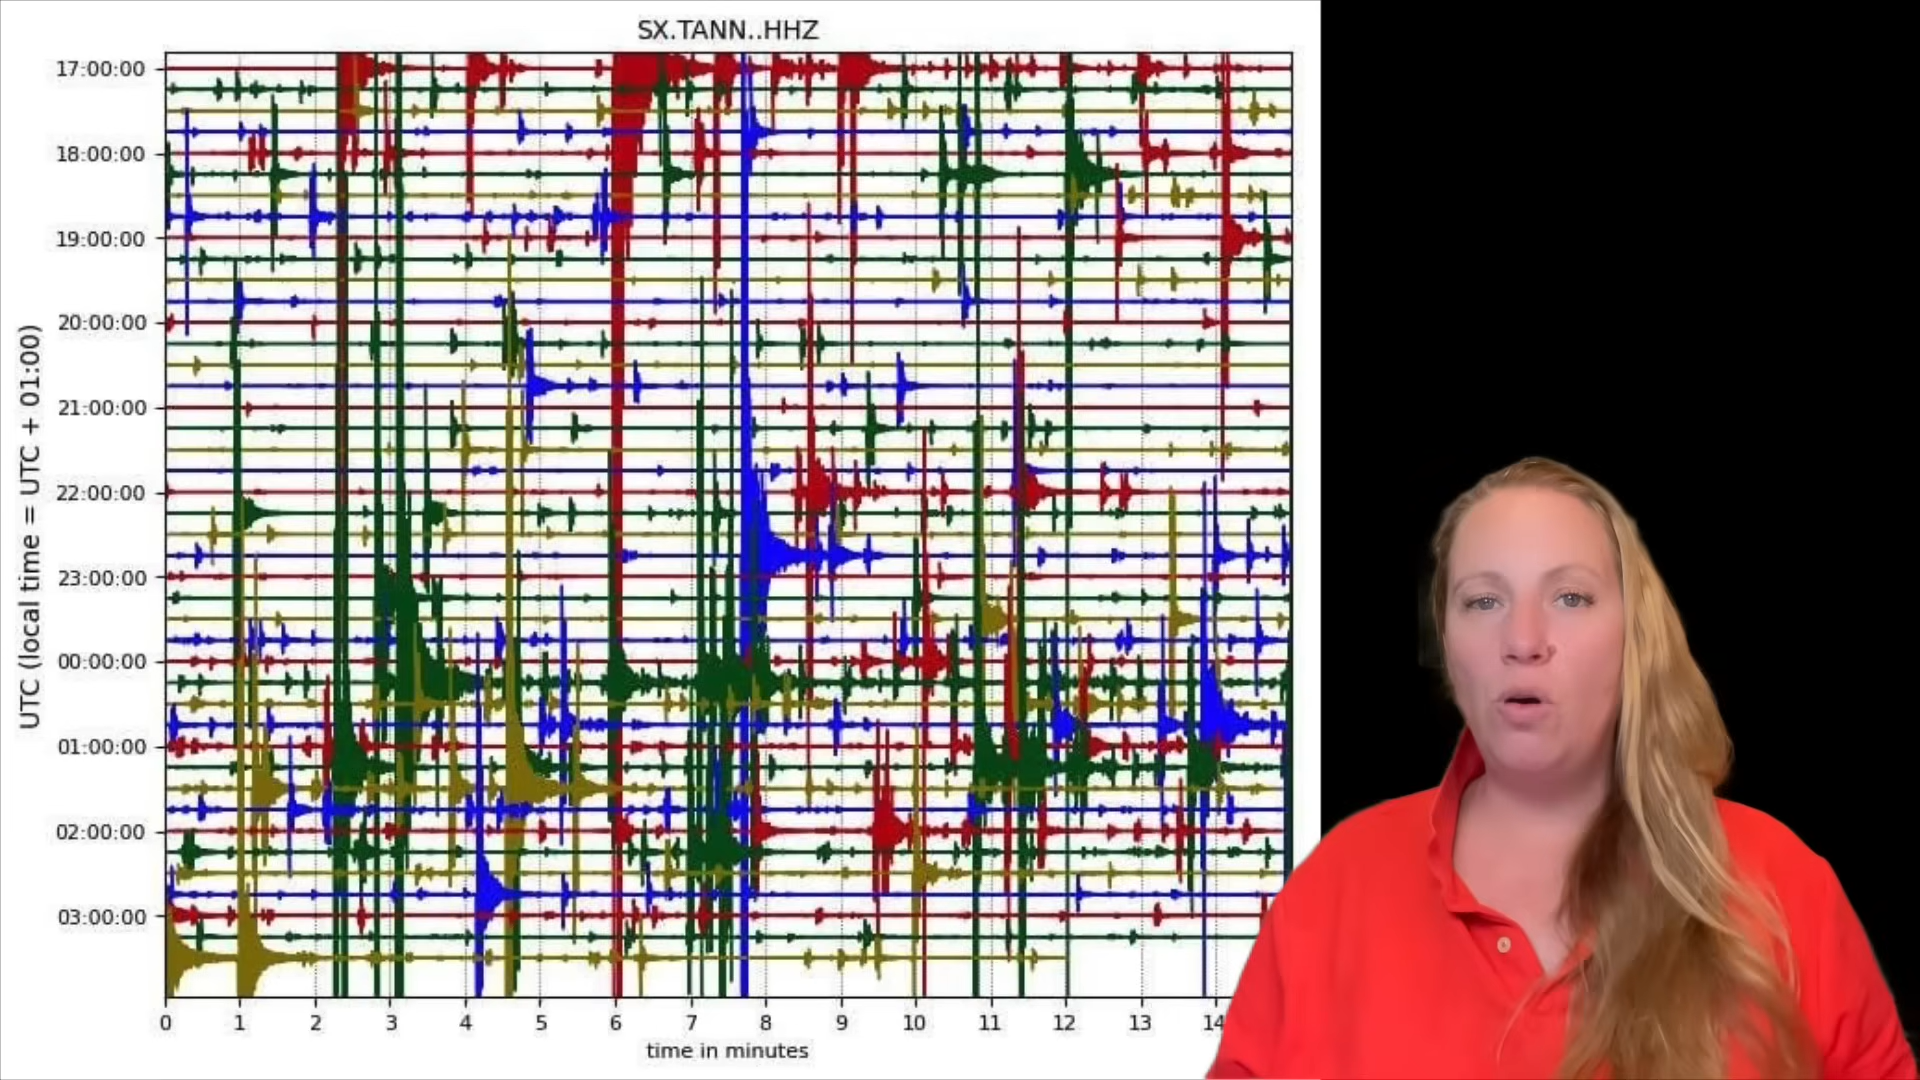 SX.TANN..HHZ
17:00:00
18:00:00
19:00:00
20:00:00
21:00:00
22:00:00
23:00:00
00:00:00
01:00:00
02:00:00
03:00:00
UTC (local time = UTC + 01:00)
0 1 2 3 4 5 6 7 8 9 10 11 12 13 14
time in minutes